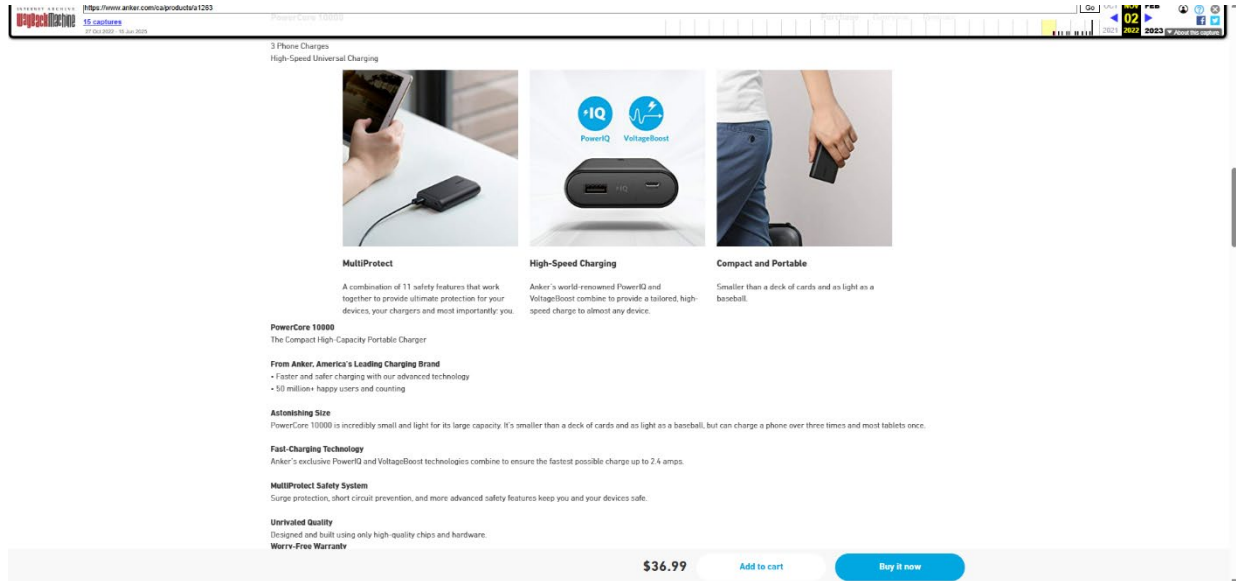 INTERNET ARCHIVE
WayBackMachine
https://www.anker.com/ca/products/a1263
Go
15 captures
27 Oct 2022 - 15 Jun 2025
OCT NOV FEB
02
2021 2022 2023
About this capture
PowerCore 10000
3 Phone Charges
High-Speed Universal Charging
IQ
PowerIQ VoltageBoost
MultiProtect
A combination of 11 safety features that work
together to provide ultimate protection for your
devices, your chargers and most importantly: you.
High-Speed Charging
Anker's world-renowned PowerIQ and
VoltageBoost combine to provide a tailored, high-
speed charge to almost any device.
Compact and Portable
Smaller than a deck of cards and as light as a
baseball.
PowerCore 10000
The Compact High-Capacity Portable Charger
From Anker, America's Leading Charging Brand
• Faster and safer charging with our advanced technology
• 50 million+ happy users and counting
Astonishing Size
PowerCore 10000 is incredibly small and light for its large capacity. It's smaller than a deck of cards and as light as a baseball, but can charge a phone over three times and most tablets once.
Fast-Charging Technology
Anker's exclusive PowerIQ and VoltageBoost technologies combine to ensure the fastest possible charge up to 2.4 amps.
MultiProtect Safety System
Surge protection, short circuit prevention, and more advanced safety features keep you and your devices safe.
Unrivaled Quality
Designed and built using only high-quality chips and hardware.
Worry-Free Warranty
$36.99
Add to cart
Buy it now